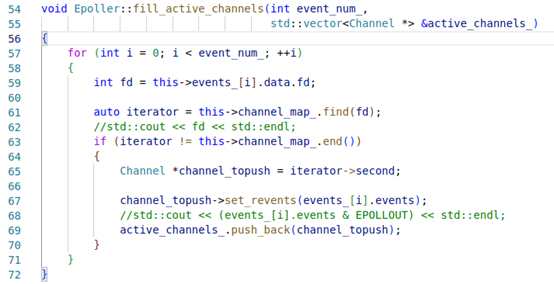 54 void Epoller::fill_active_channels(int event_num_,
55                                    std::vector<Channel *> &active_channels_)
56 {
57     for (int i = 0; i < event_num_; ++i)
58     {
59         int fd = this->events_[i].data.fd;
60
61         auto iterator = this->channel_map_.find(fd);
62         //std::cout << fd << std::endl;
63         if (iterator != this->channel_map_.end())
64         {
65             Channel *channel_topush = iterator->second;
66
67             channel_topush->set_revents(events_[i].events);
68             //std::cout << (events_[i].events & EPOLLOUT) << std::endl;
69             active_channels_.push_back(channel_topush);
70         }
71     }
72 }